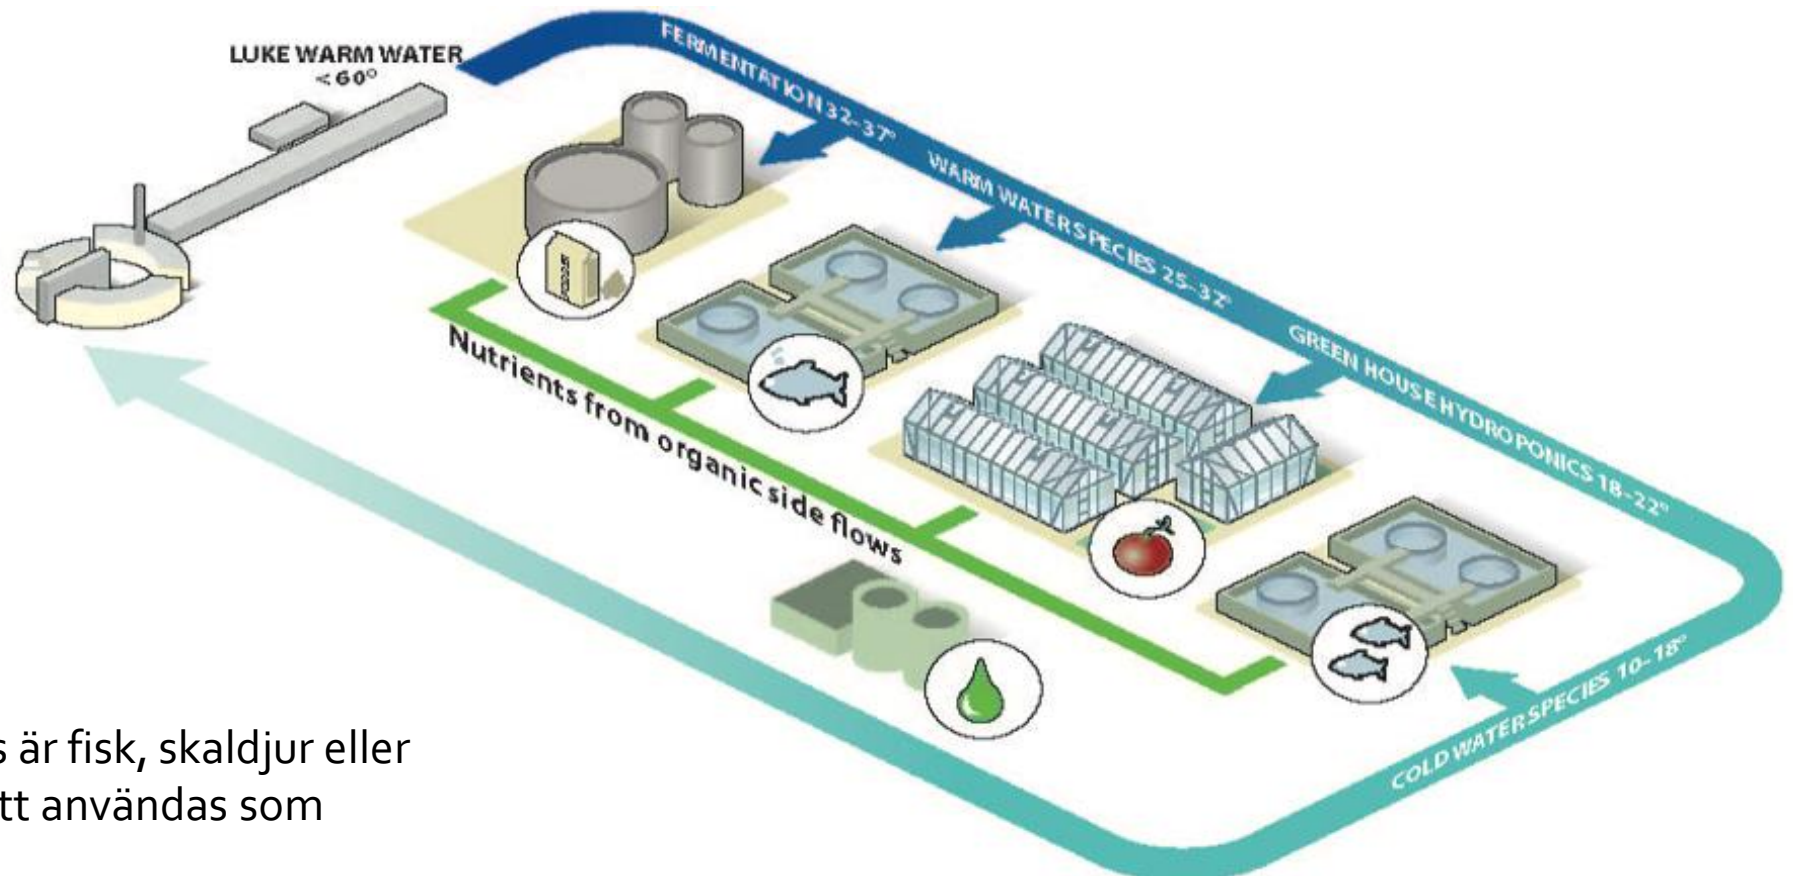 LUKE WARM WATER
<60°
FERMENTATION 32-37°
WARM WATER SPECIES 25-32°
GREEN HOUSE HYDROPONICS 18-22°
COLD WATER SPECIES 10-18°
Nutrients from organic side flows
s är fisk, skaldjur eller
tt användas som